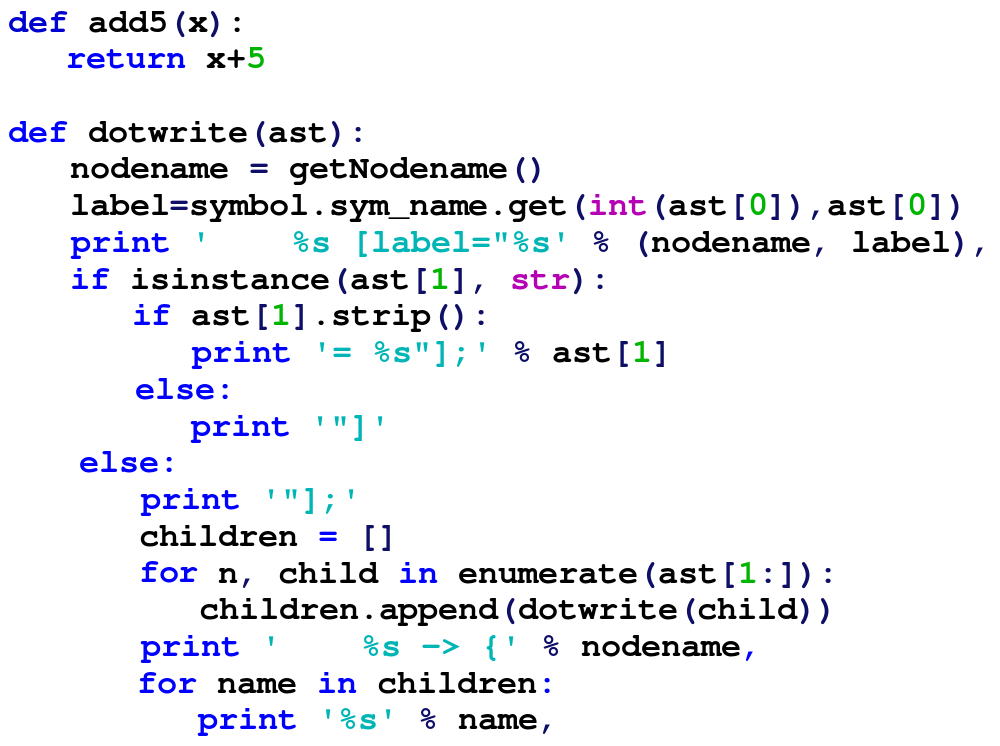 def add5(x):
   return x+5

def dotwrite(ast):
   nodename = getNodename()
   label=symbol.sym_name.get(int(ast[0]),ast[0])
   print '    %s [label="%s' % (nodename, label),
   if isinstance(ast[1], str):
      if ast[1].strip():
         print '= %s"];' % ast[1]
      else:
         print '"]'
   else:
      print '"];'
      children = []
      for n, child in enumerate(ast[1:]):
         children.append(dotwrite(child))
      print '    %s -> {' % nodename,
      for name in children:
         print '%s' % name,